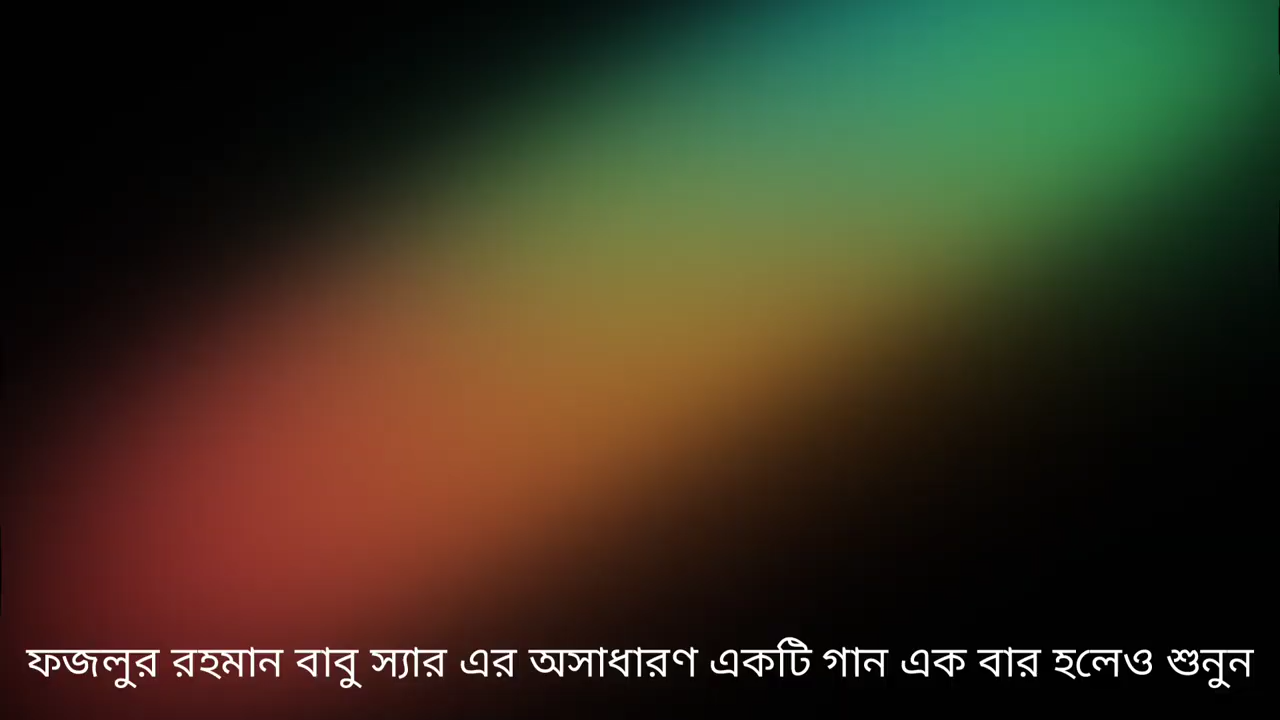 ফজলুর রহমান বাবু স্যার এর অসাধারণ একটি গান এক বার হলেও শুনুন